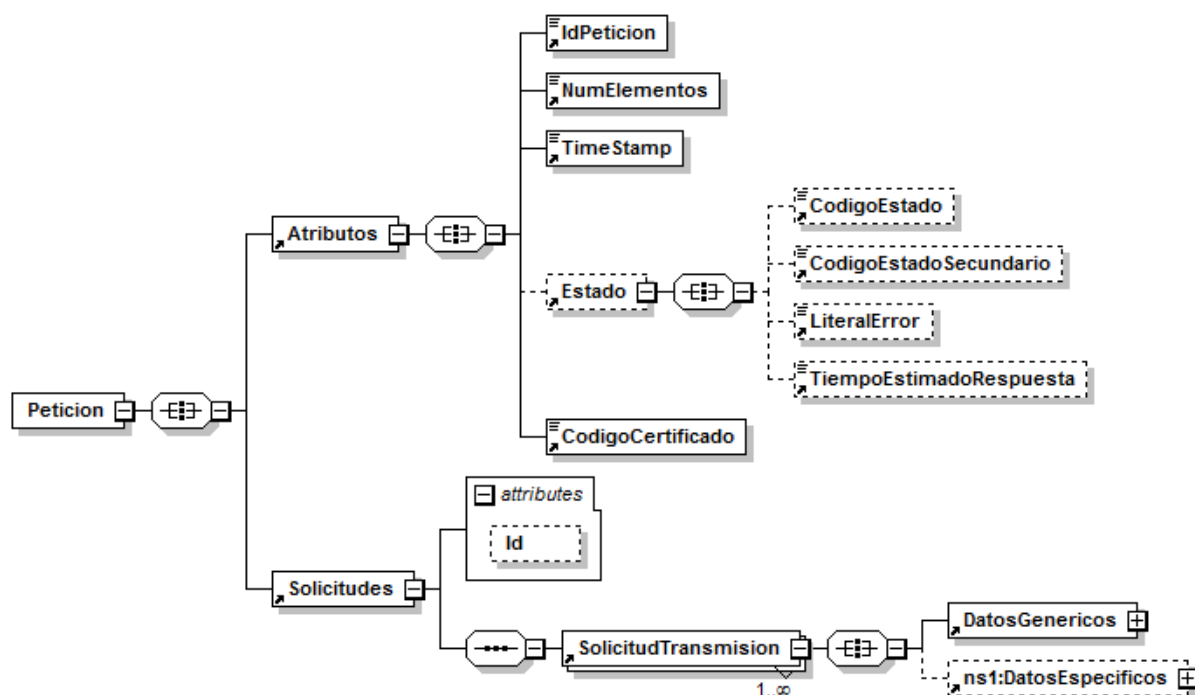 IdPeticion
NumElementos
TimeStamp
CodigoEstado
Atributos
CodigoEstadoSecundario
Estado
LiteralError
TiempoEstimadoRespuesta
Peticion
CodigoCertificado
attributes
Id
Solicitudes
DatosGenericos
SolicitudTransmision
ns1:DatosEspecificos
1..∞